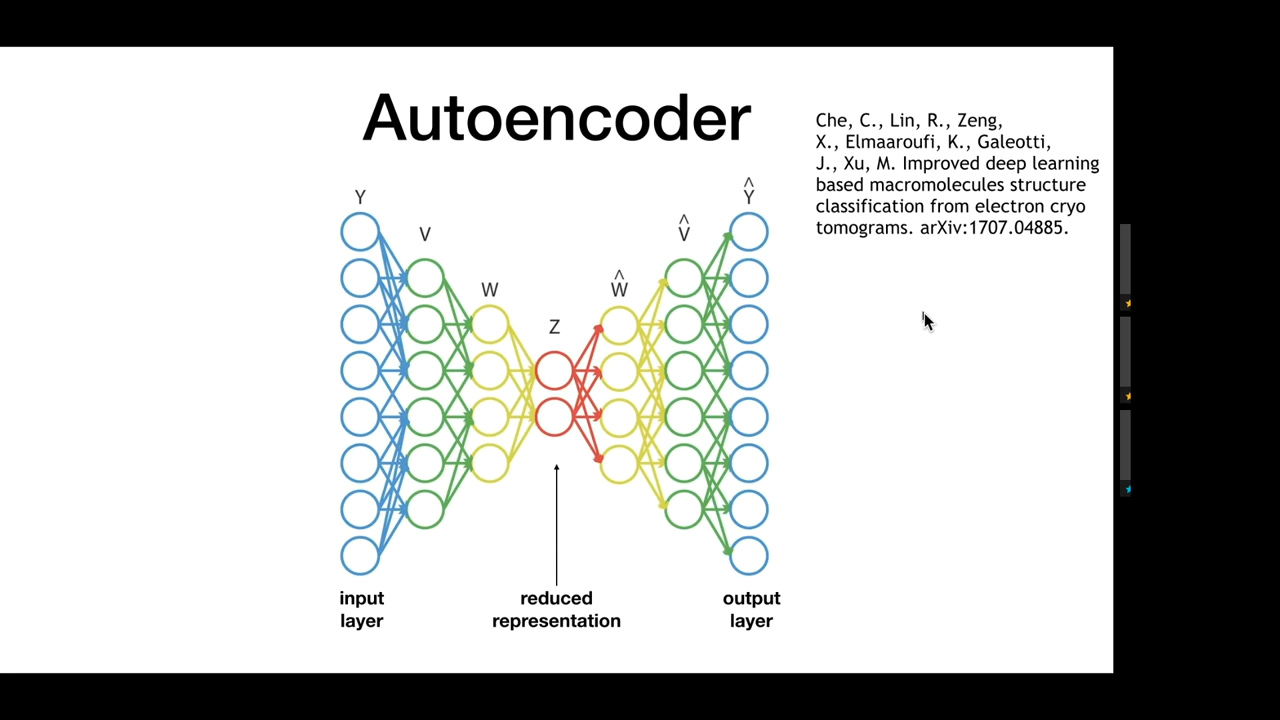 Autoencoder
Che, C., Lin, R., Zeng,
X., Elmaaroufi, K., Galeotti,
J., Xu, M. Improved deep learning
based macromolecules structure
classification from electron cryo
tomograms. arXiv:1707.04885.
Y
V
W
Z
^
W
^
V
^
Y
input
layer
reduced
representation
output
layer